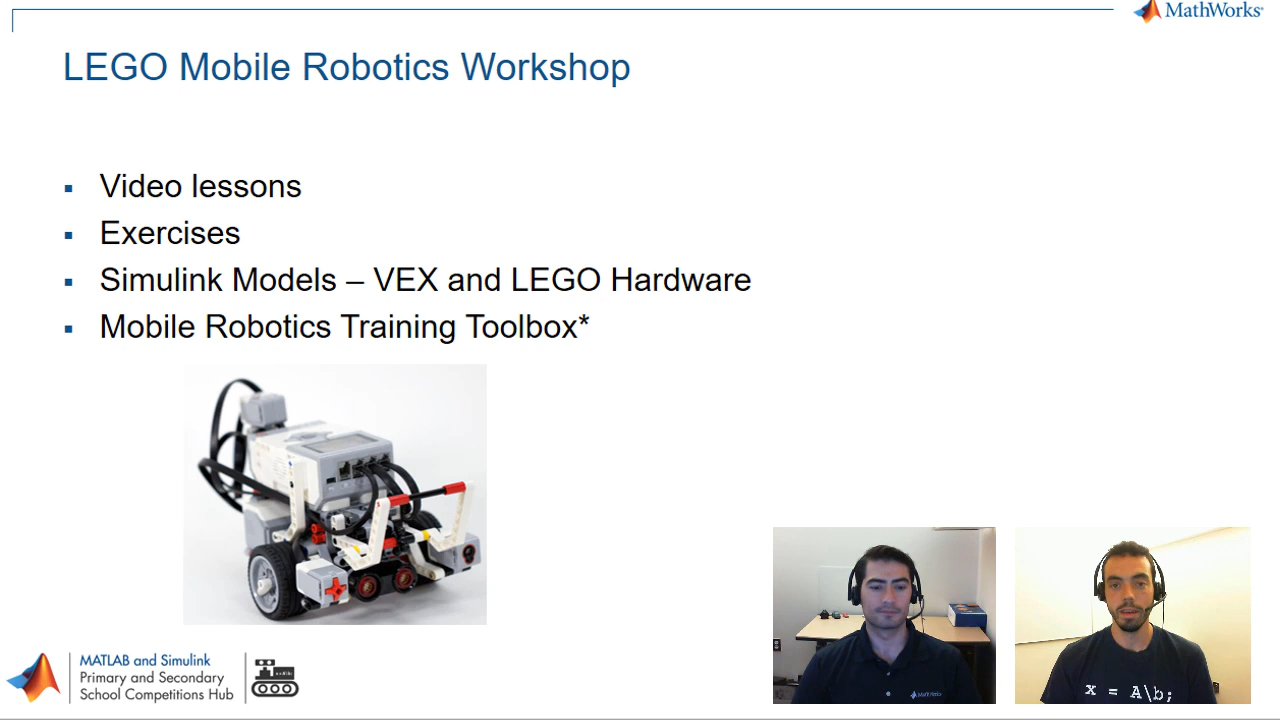 MathWorks
LEGO Mobile Robotics Workshop
Video lessons
Exercises
Simulink Models – VEX and LEGO Hardware
Mobile Robotics Training Toolbox*
MathWorks
x = A\b;
MATLAB and Simulink
Primary and Secondary
School Competitions Hub